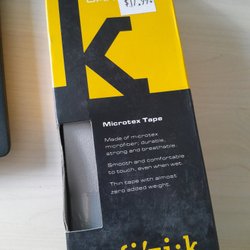 $17.99
k
Microtex Tape
Made of microtex
microfiber; durable,
strong and breathable.
Smooth and comfortable
to touch, even when wet.
Thin tape with almost
zero added weight.